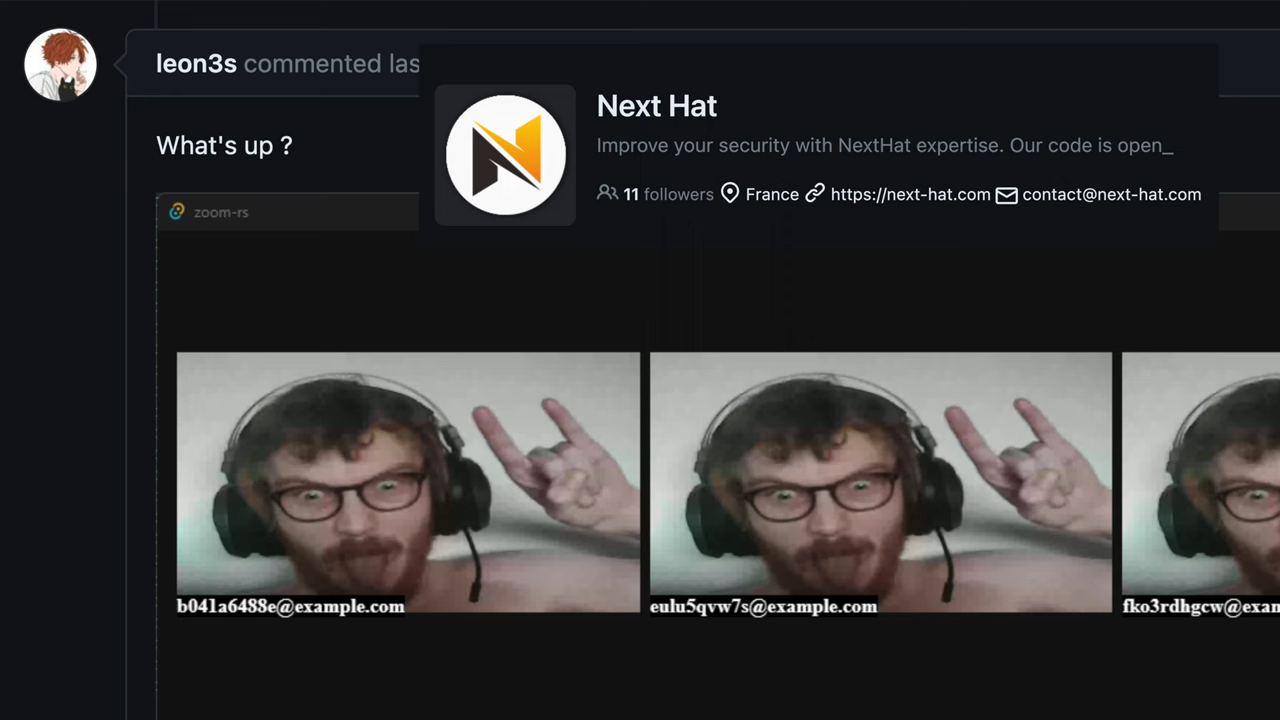 leon3s commented las
Next Hat
Improve your security with NextHat expertise. Our code is open_
11 followers France https://next-hat.com contact@next-hat.com
What's up ?
zoom-rs
b041a6488e@example.com
eulu5qvw7s@example.com
fko3rdhgcw@exan